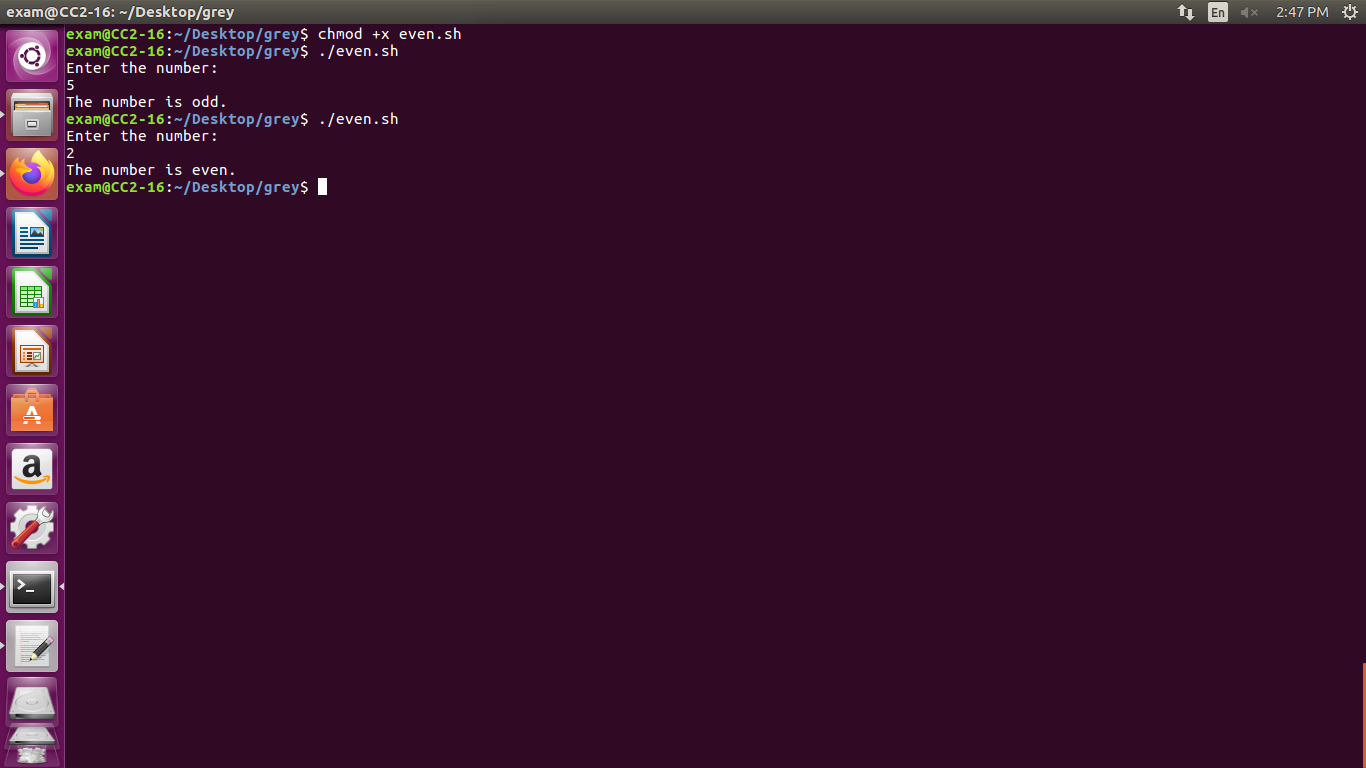 exam@CC2-16: ~/Desktop/grey
En
2:47 PM
exam@CC2-16:~/Desktop/grey$ chmod +x even.sh
exam@CC2-16:~/Desktop/grey$ ./even.sh
Enter the number:
5
The number is odd.
exam@CC2-16:~/Desktop/grey$ ./even.sh
Enter the number:
2
The number is even.
exam@CC2-16:~/Desktop/grey$
A
a
>_